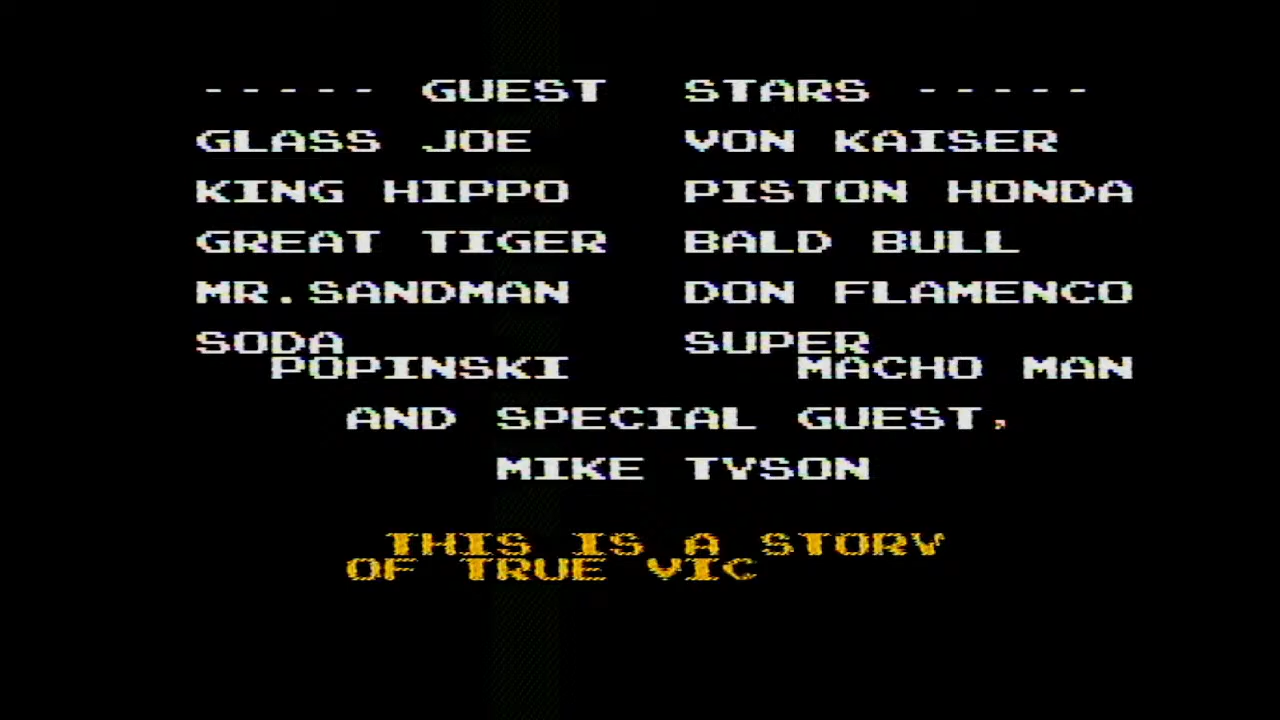 ----- GUEST STARS -----
GLASS JOE VON KAISER
KING HIPPO PISTON HONDA
GREAT TIGER BALD BULL
MR.SANDMAN DON FLAMENCO
SODA SUPER
POPINSKI MACHO MAN
AND SPECIAL GUEST,
MIKE TYSON
THIS IS A STORY
OF TRUE VIC